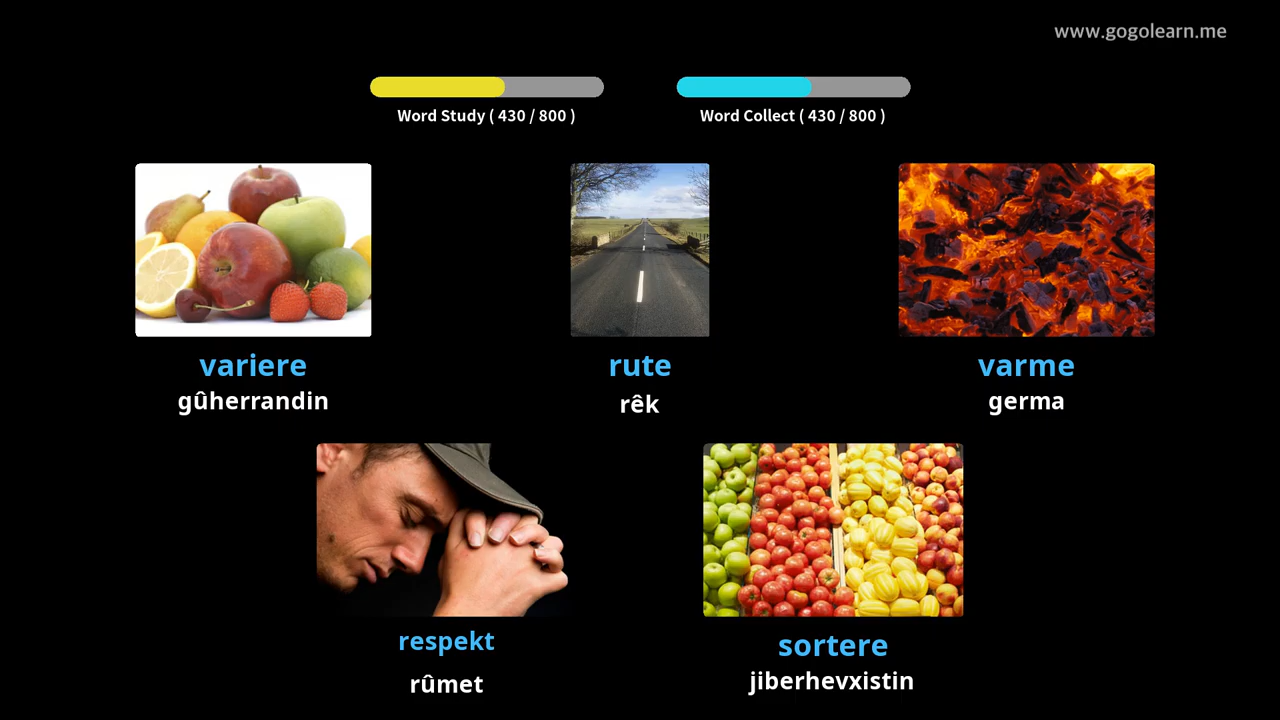 www.gogolearn.me
Word Study ( 430 / 800 )
Word Collect ( 430 / 800 )
variere
gûherrandin
rute
rêk
varme
germa
respekt
rûmet
sortere
jiberhevxistin